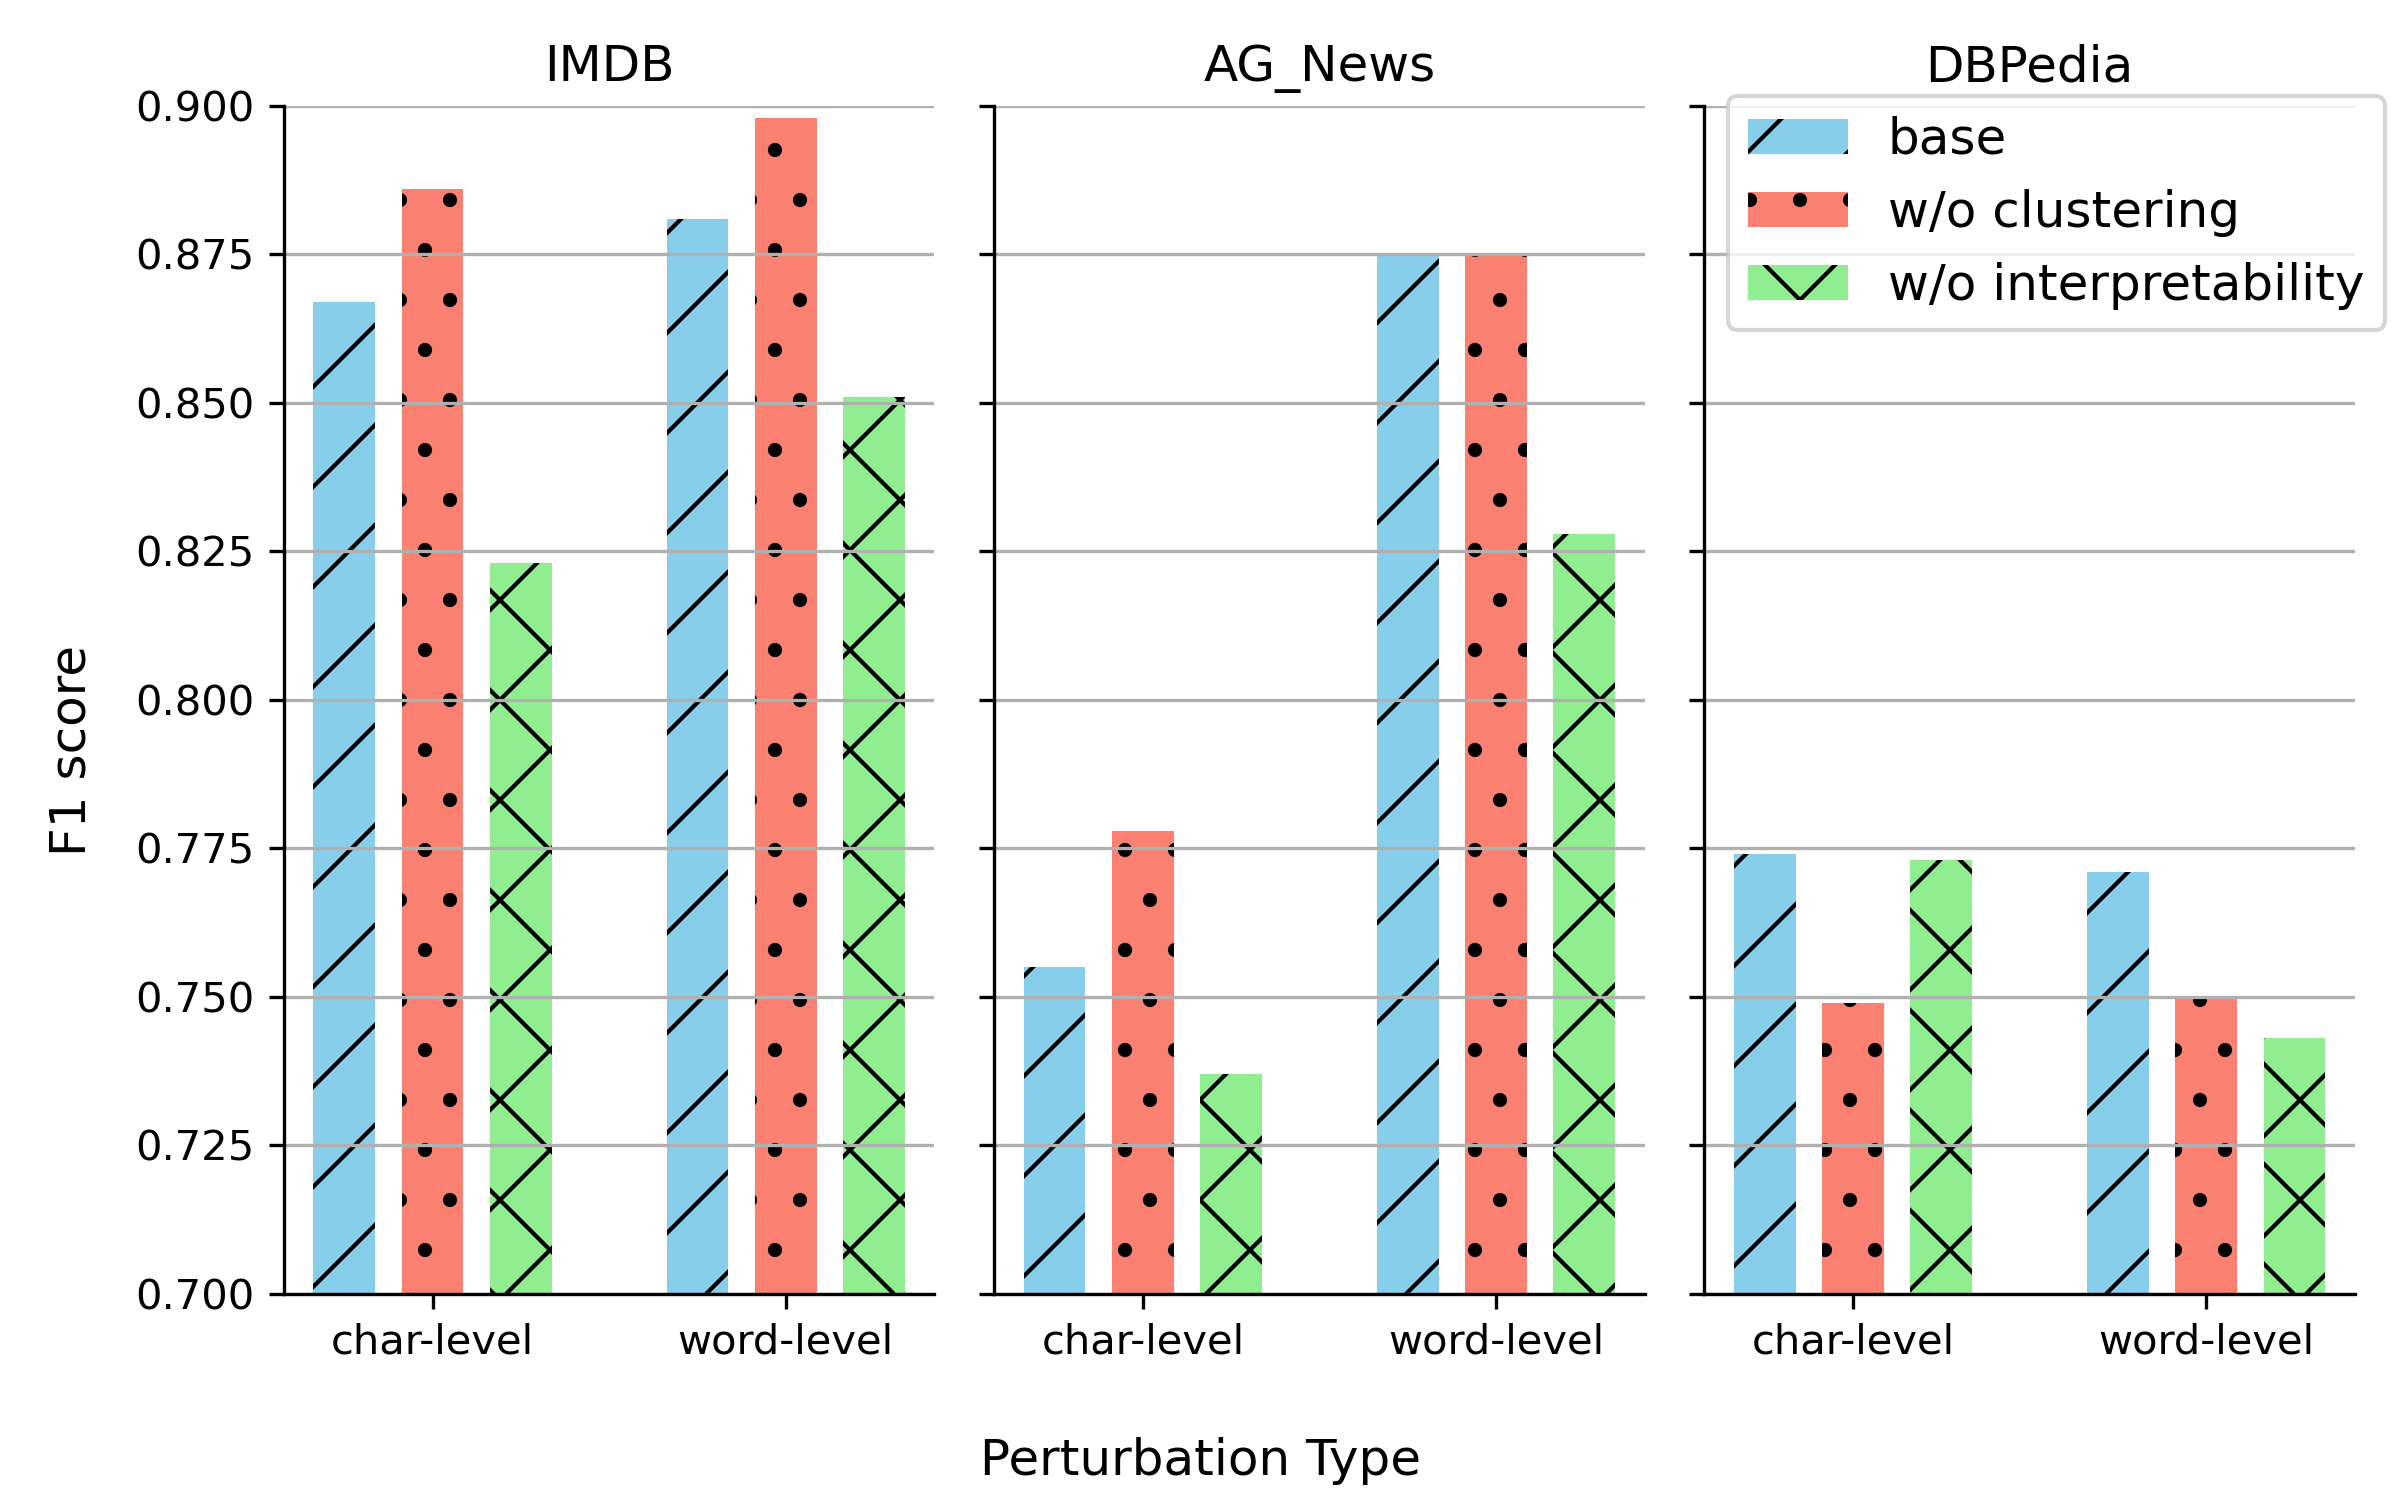 IMDB
AG_News
DBPedia
0.900
0.875
0.850
0.825
0.800
0.775
0.750
0.725
0.700
F1 score
base
w/o clustering
w/o interpretability
char-level
word-level
char-level
word-level
char-level
word-level
Perturbation Type